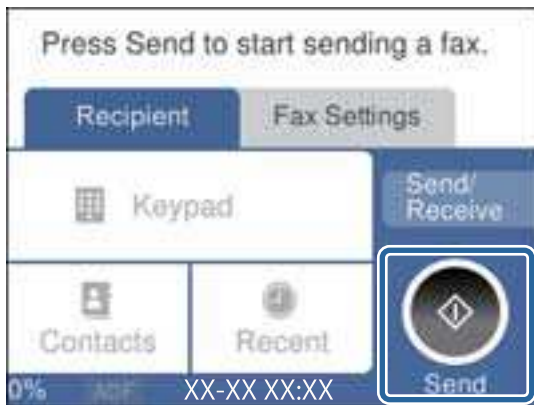 Press Send to start sending a fax.
Recipient
Fax Settings
Keypad
Send/
Receive
Contacts
Recent
Send
0%
ADF
XX-XX XX:XX